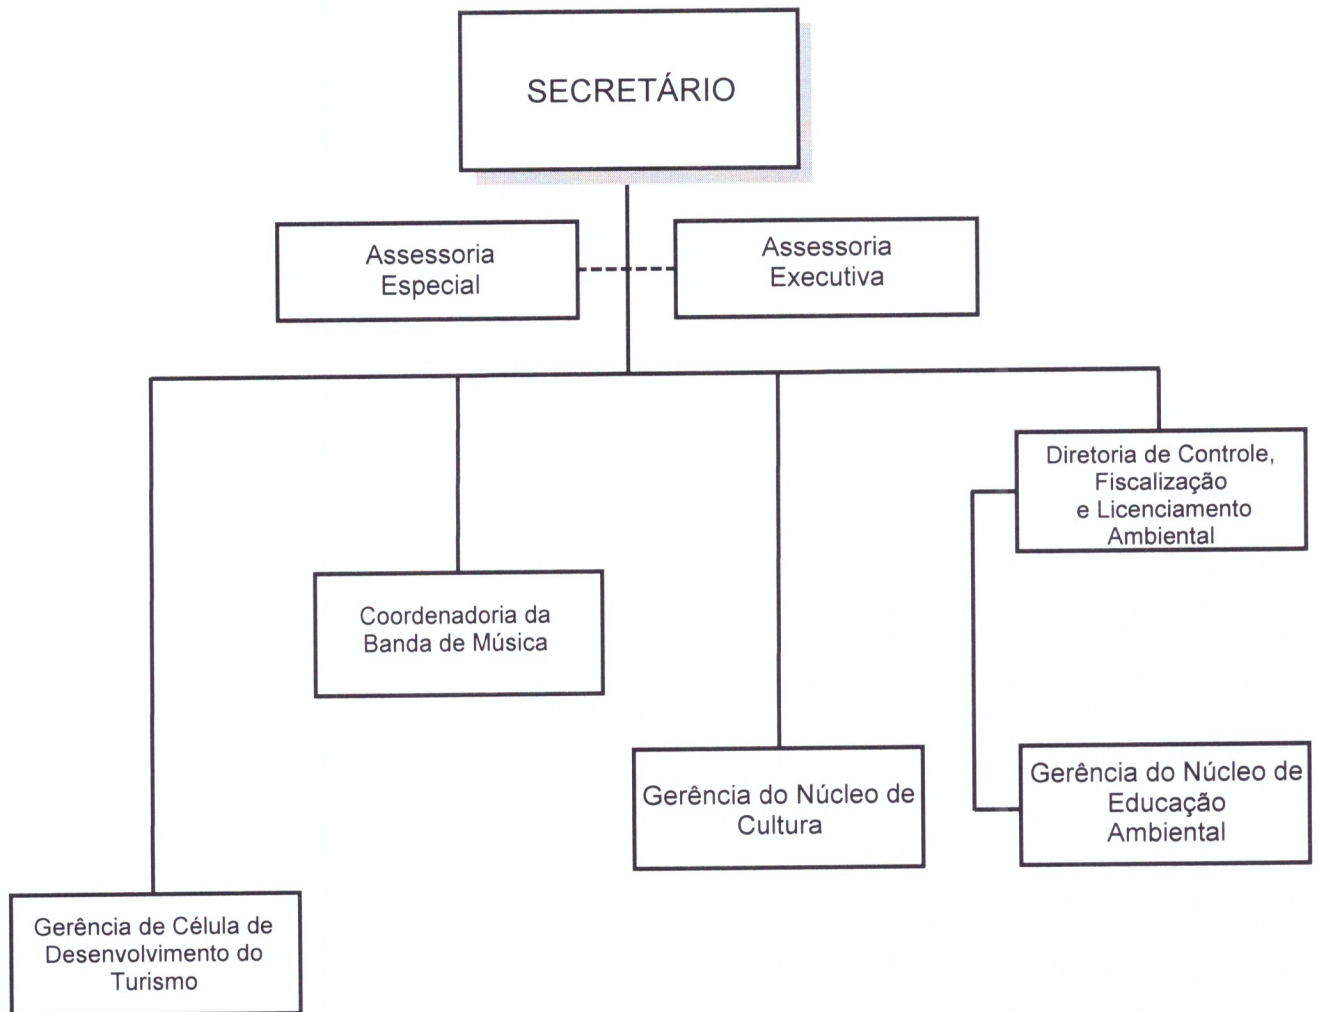 SECRETÁRIO
Assessoria
Especial
Assessoria
Executiva
Diretoria de Controle,
Fiscalização
e Licenciamento
Ambiental
Coordenadoria da
Banda de Música
Gerência do Núcleo de
Cultura
Gerência do Núcleo de
Educação
Ambiental
Gerência de Célula de
Desenvolvimento do
Turismo